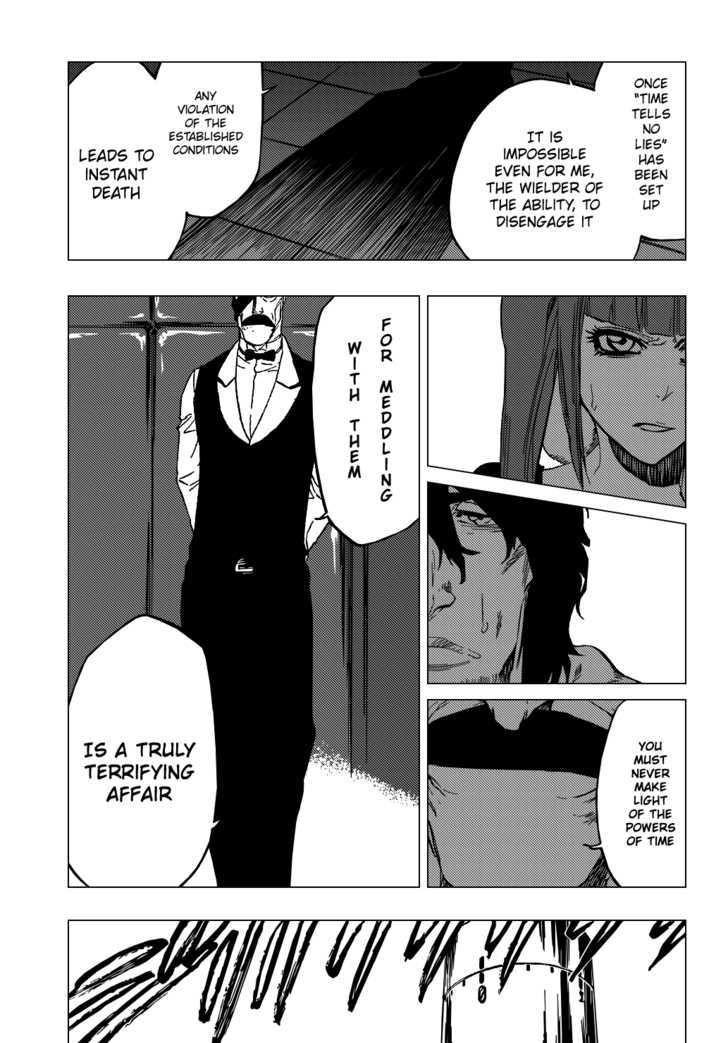 ONCE
"TIME
TELLS
NO
LIES"
HAS
BEEN
SET
UP
IT IS
IMPOSSIBLE
EVEN FOR ME,
THE WIELDER OF
THE ABILITY, TO
DISENGAGE IT
ANY
VIOLATION
OF THE
ESTABLISHED
CONDITIONS
LEADS TO
INSTANT
DEATH
YOU
MUST
NEVER
MAKE
LIGHT
OF THE
POWERS
OF TIME
FOR MEDDLING
WITH THEM
IS A TRULY
TERRIFYING
AFFAIR